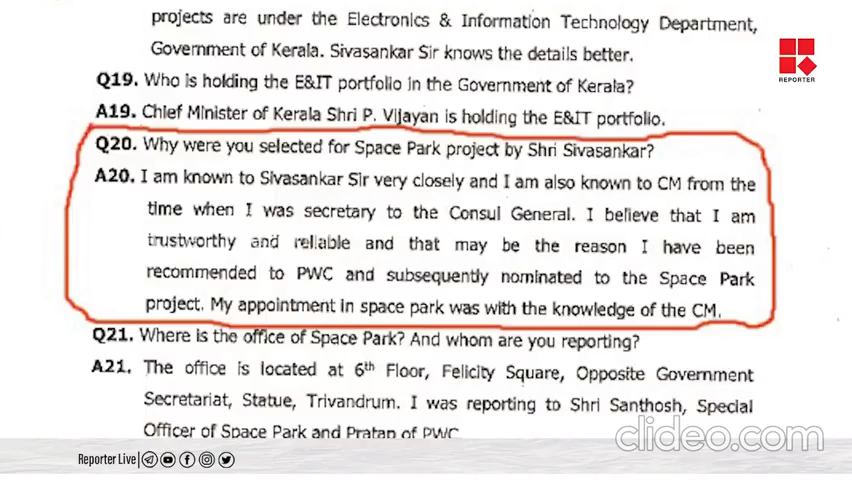 projects are under the Electronics & Information Technology Department,
Government of Kerala. Sivasankar Sir knows the details better.
REPORTER
Q19. Who is holding the E&IT portfolio in the Government of Kerala?
A19. Chief Minister of Kerala Shri P. Vijayan is holding the E&IT portfolio.
Q20. Why were you selected for Space Park project by Shri Sivasankar?
A20. I am known to Sivasankar Sir very closely and I am also known to CM from the
time when I was secretary to the Consul General. I believe that I am
trustworthy and reliable and that may be the reason I have been
recommended to PWC and subsequently nominated to the Space Park
project. My appointment in space park was with the knowledge of the CM.
Q21. Where is the office of Space Park? And whom are you reporting?
A21. The office is located at 6th Floor, Felicity Square, Opposite Government
Secretariat, Statue, Trivandrum. I was reporting to Shri Santhosh, Special
Officer of Space Park and Pratap of PWC
clideo.com
Reporter Live